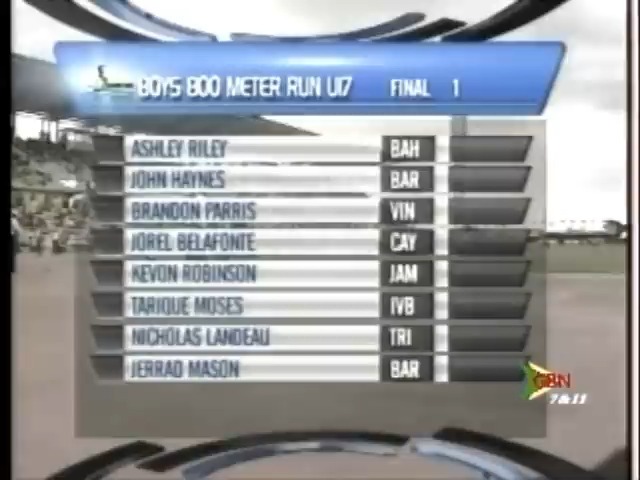 BOYS 800 METER RUN U17 FINAL 1
ASHLEY RILEY BAH
JOHN HAYNES BAR
BRANDON PARRIS VIN
JOREL BELAFONTE CAY
KEVON ROBINSON JAM
TARIQUE MOSES IVB
NICHOLAS LANDEAU TRI
JERRAD MASON BAR
GBN
7&11